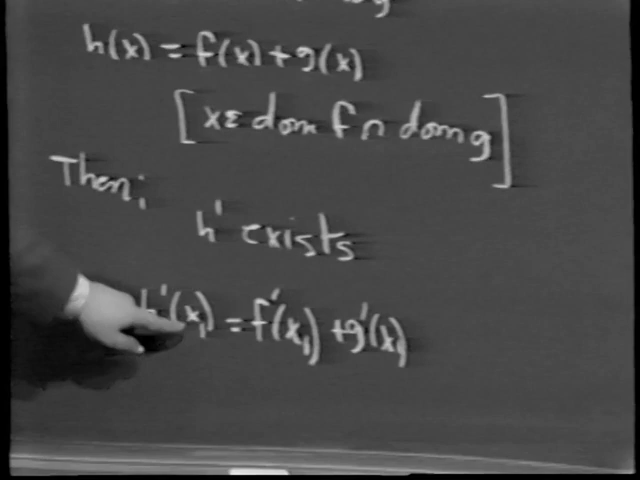 h(x) = f(x) + g(x)
[x ε dom f ∩ dom g]
Then;
h' exists
h'(x₁) = f'(x₁) + g'(x₁)